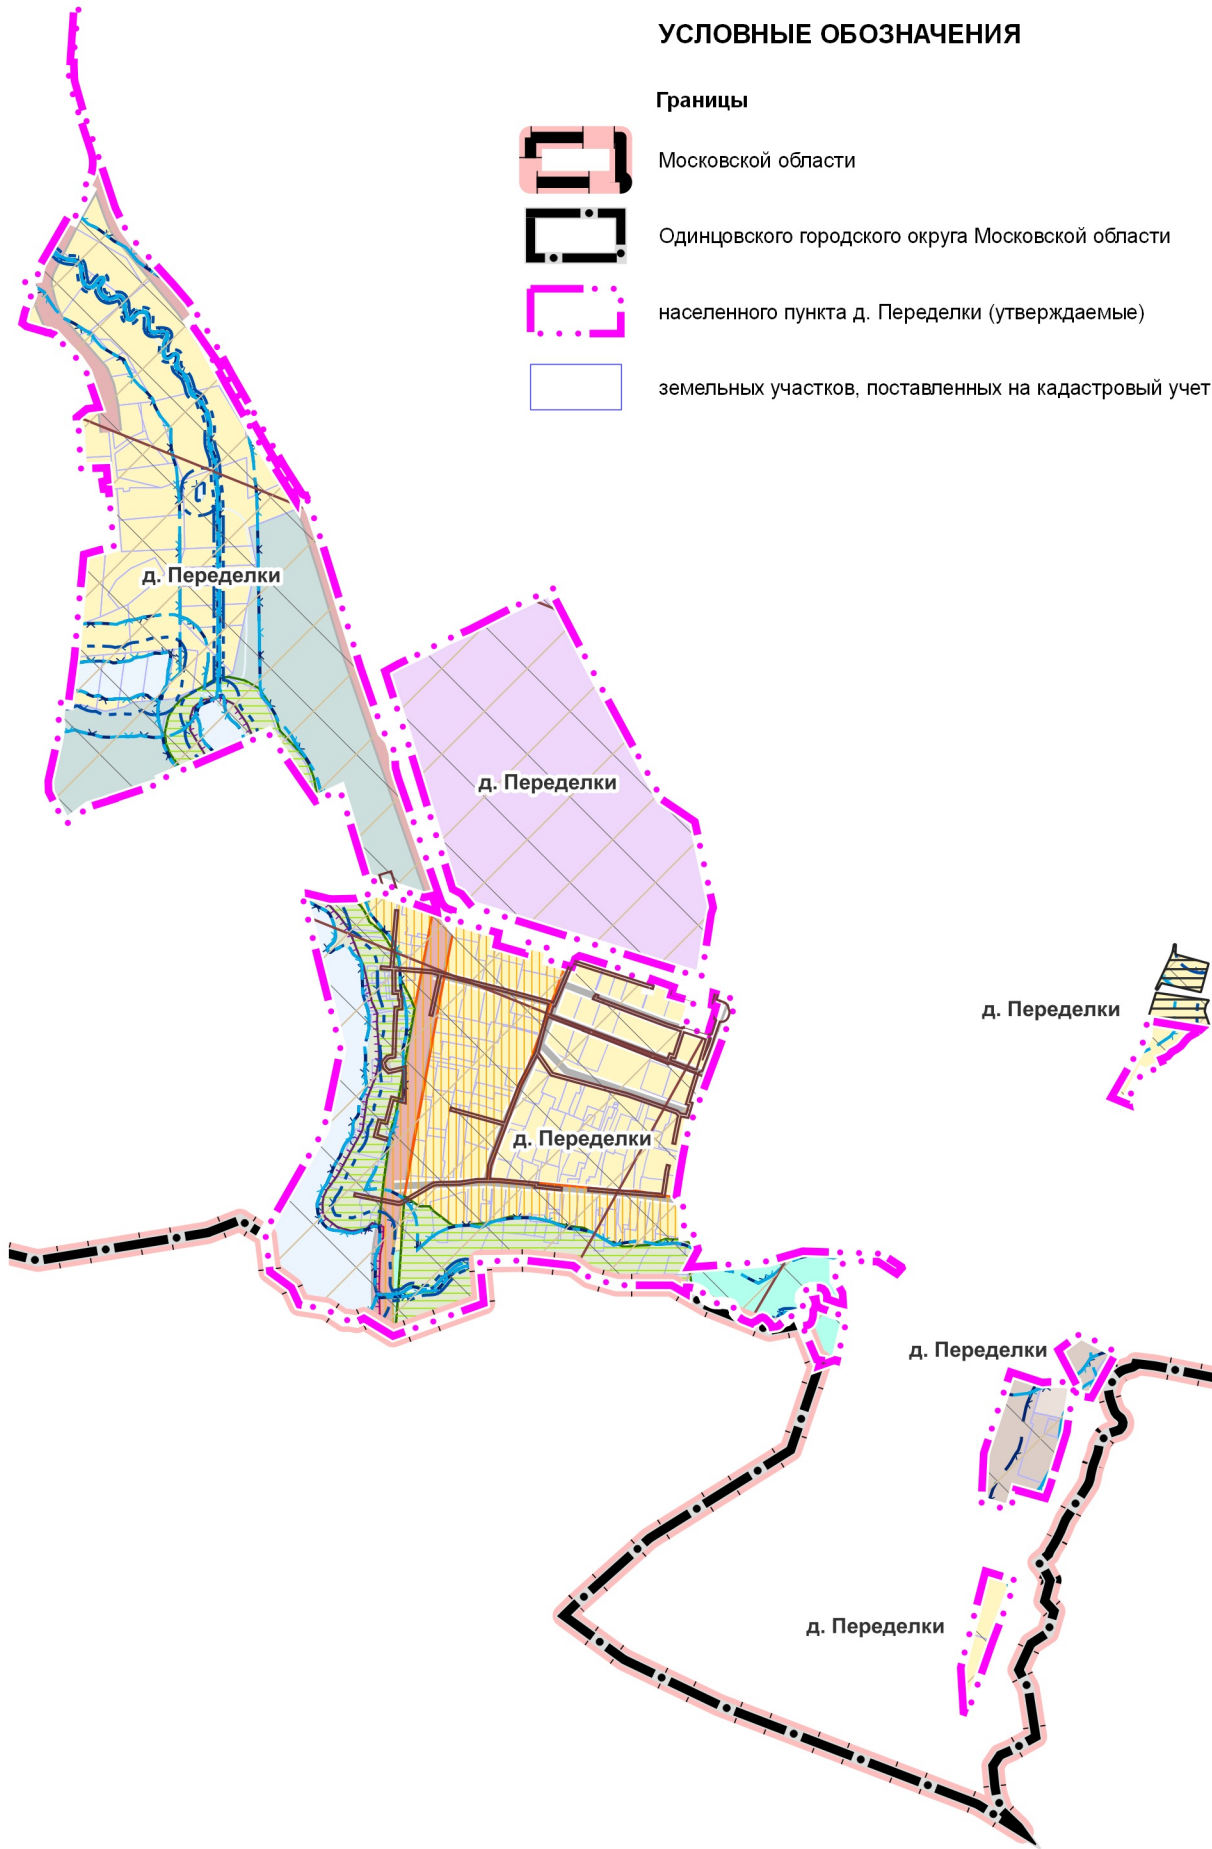 УСЛОВНЫЕ ОБОЗНАЧЕНИЯ
Границы
Московской области
Одинцовского городского округа Московской области
населенного пункта д. Переделки (утверждаемые)
земельных участков, поставленных на кадастровый учет
д. Переделки
д. Переделки
д. Переделки
д. Переделки
д. Переделки
д. Переделки